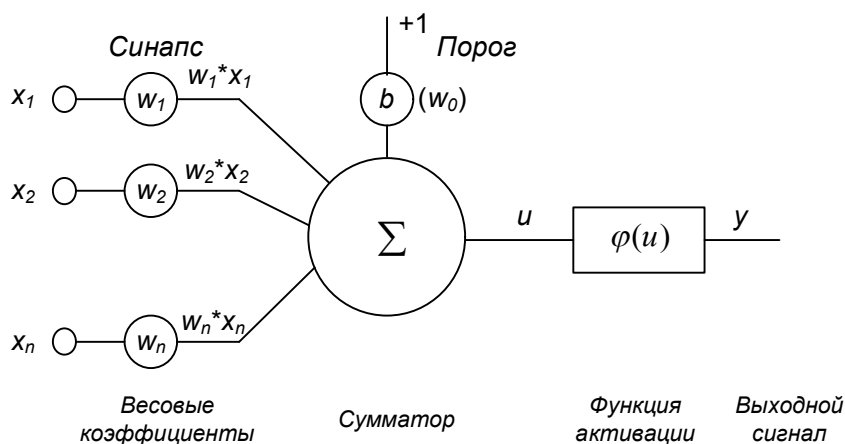 +1
Синапс
Порог
x₁
w₁
w₁*x₁
b
(w₀)
x₂
w₂
w₂*x₂
Σ
u
φ(u)
y
xₙ
wₙ
wₙ*xₙ
Весовые
коэффициенты
Сумматор
Функция
активации
Выходной
сигнал